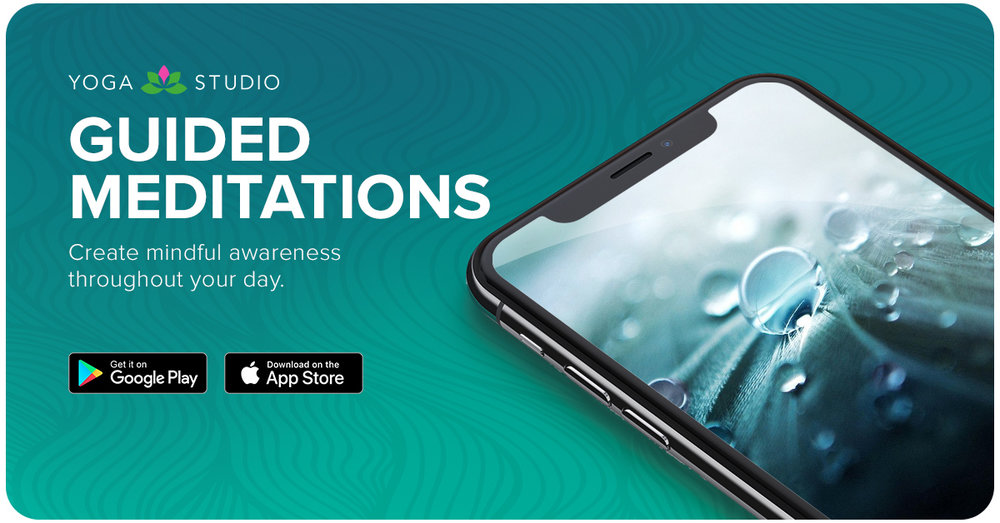 YOGA STUDIO
GUIDED
MEDITATIONS
Create mindful awareness
throughout your day.
Get it on
Google Play
Download on the
App Store